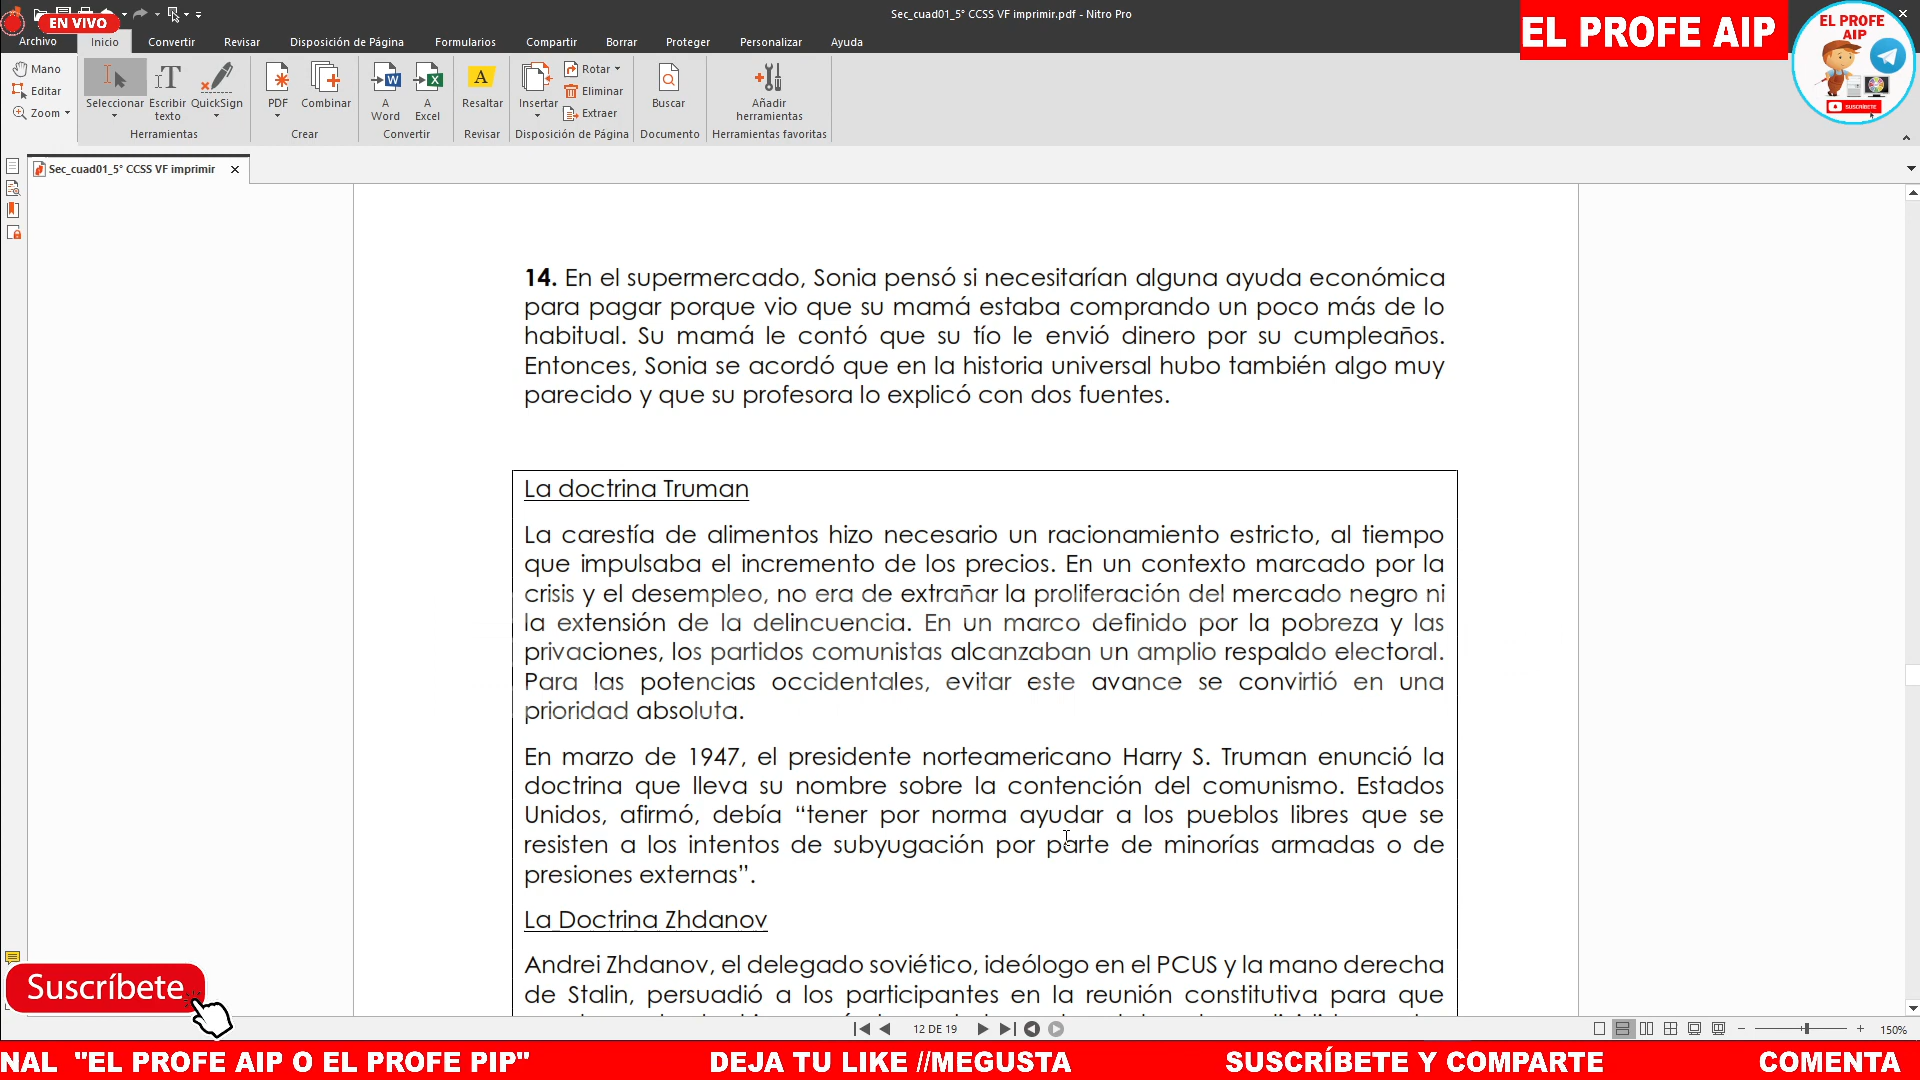 EN VIVO
Sec_cuad01_5° CCSS VF imprimir.pdf - Nitro Pro
EL PROFE AIP
EL PROFE
AIP
SUSCRÍBETE
Archivo
Inicio
Convertir
Revisar
Disposición de Página
Formularios
Compartir
Borrar
Proteger
Personalizar
Ayuda
Mano
Editar
Zoom
Seleccionar
Escribir
texto
QuickSign
Herramientas
PDF
Combinar
Crear
A
Word
A
Excel
Convertir
Resaltar
Revisar
Insertar
Rotar
Eliminar
Extraer
Disposición de Página
Buscar
Documento
Añadir
herramientas
Herramientas favoritas
Sec_cuad01_5° CCSS VF imprimir
14. En el supermercado, Sonia pensó si necesitarían alguna ayuda económica
para pagar porque vio que su mamá estaba comprando un poco más de lo
habitual. Su mamá le contó que su tío le envió dinero por su cumpleaños.
Entonces, Sonia se acordó que en la historia universal hubo también algo muy
parecido y que su profesora lo explicó con dos fuentes.
La doctrina Truman
La carestía de alimentos hizo necesario un racionamiento estricto, al tiempo
que impulsaba el incremento de los precios. En un contexto marcado por la
crisis y el desempleo, no era de extrañar la proliferación del mercado negro ni
la extensión de la delincuencia. En un marco definido por la pobreza y las
privaciones, los partidos comunistas alcanzaban un amplio respaldo electoral.
Para las potencias occidentales, evitar este avance se convirtió en una
prioridad absoluta.
En marzo de 1947, el presidente norteamericano Harry S. Truman enunció la
doctrina que lleva su nombre sobre la contención del comunismo. Estados
Unidos, afirmó, debía “tener por norma ayudar a los pueblos libres que se
resisten a los intentos de subyugación por parte de minorías armadas o de
presiones externas”.
La Doctrina Zhdanov
Andrei Zhdanov, el delegado soviético, ideólogo en el PCUS y la mano derecha
de Stalin, persuadió a los participantes en la reunión constitutiva para que
Suscríbete
12 DE 19
150%
NAL "EL PROFE AIP O EL PROFE PIP"
DEJA TU LIKE //MEGUSTA
SUSCRÍBETE Y COMPARTE
COMENTA